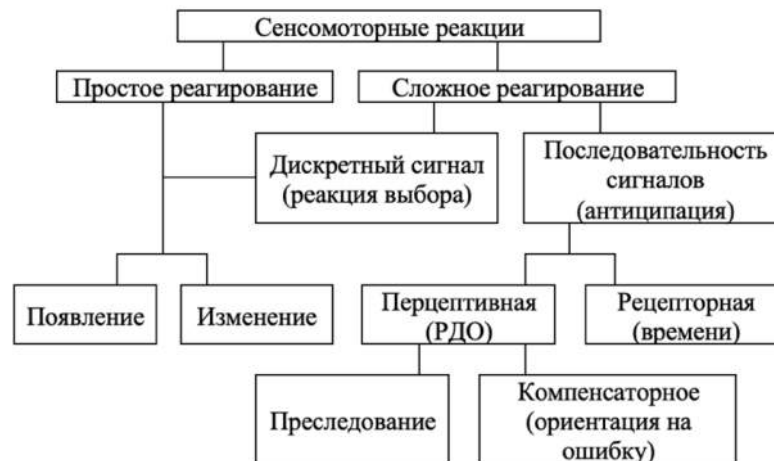 Сенсомоторные реакции
Простое реагирование
Сложное реагирование
Дискретный сигнал
(реакция выбора)
Последовательность
сигналов
(антиципация)
Появление
Изменение
Перцептивная
(РДО)
Рецепторная
(времени)
Преследование
Компенсаторное
(ориентация на
ошибку)